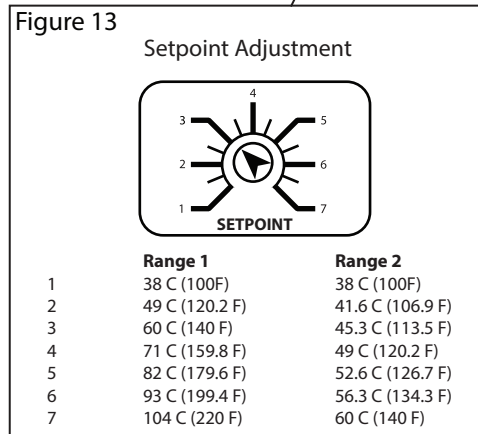 Figure 13
Setpoint Adjustment
4
3 5
2 6
1 7
SETPOINT
Range 1 Range 2
1 38 C (100F) 38 C (100F)
2 49 C (120.2 F) 41.6 C (106.9 F)
3 60 C (140 F) 45.3 C (113.5 F)
4 71 C (159.8 F) 49 C (120.2 F)
5 82 C (179.6 F) 52.6 C (126.7 F)
6 93 C (199.4 F) 56.3 C (134.3 F)
7 104 C (220 F) 60 C (140 F)